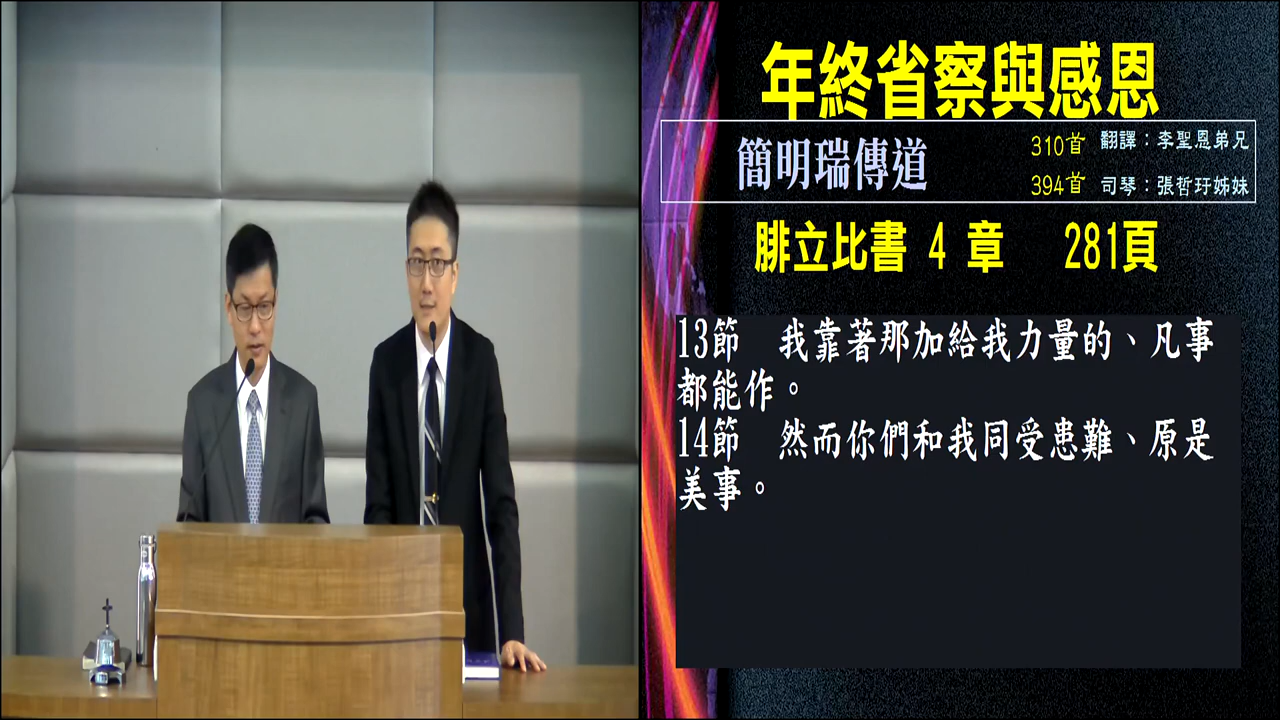 年終省察與感恩
簡明瑞傳道
310首 翻譯：李聖恩弟兄
394首 司琴：張哲玗姊妹
腓立比書 4 章 281頁
13節 我靠著那加給我力量的、凡事
都能作。
14節 然而你們和我同受患難、原是
美事。